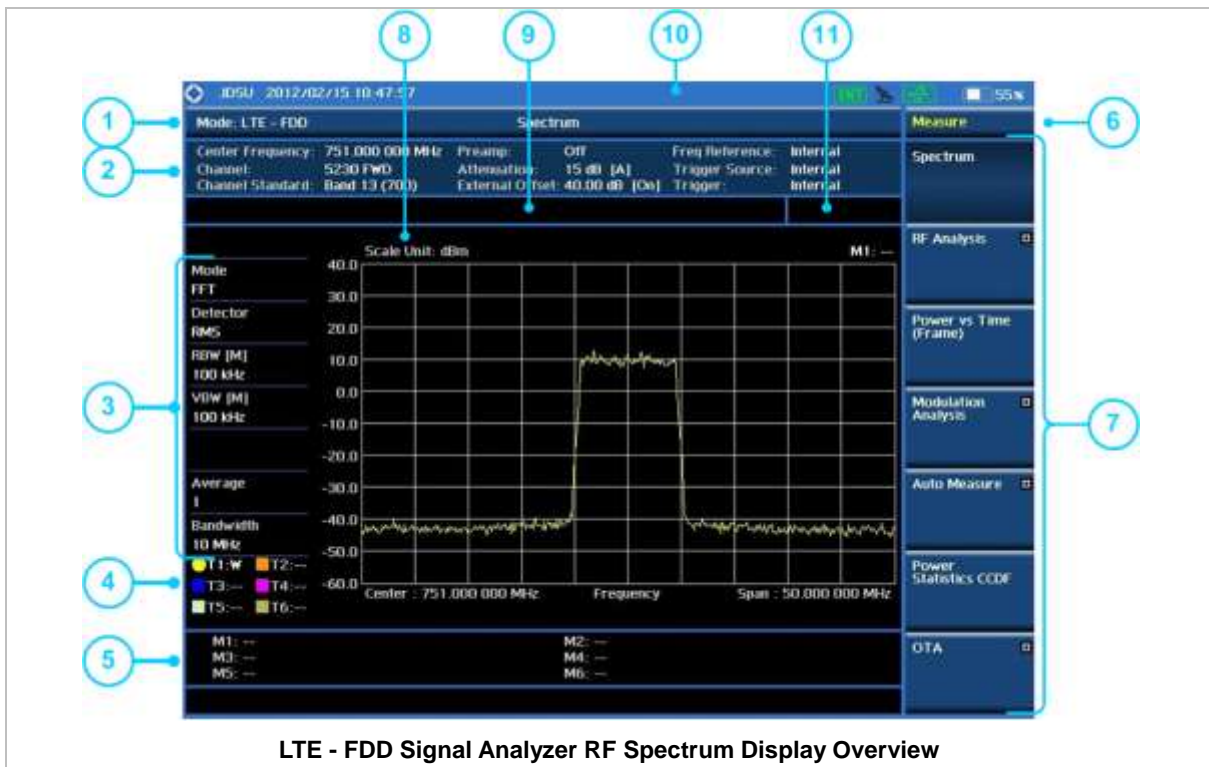 8 9 10 11
JDSU 2012/02/15 10:47:57 INT 55%
1 Mode: LTE - FDD Spectrum Measure 6
Center Frequency: 751.000 000 MHz Preamp: Off Freq Reference: Internal
2 Channel: 5230 FWD Attenuation: 15 dB [A] Trigger Source: Internal
Channel Standard: Band 13 (700) External Offset: 40.00 dB [On] Trigger: Internal
Spectrum
RF Analysis
Power vs Time
(Frame)
Modulation
Analysis
Auto Measure
Power
Statistics CCDF
OTA
7
Scale Unit: dBm M1: --
3
Mode
FFT
Detector
RMS
RBW [M]
100 kHz
VBW [M]
100 kHz
Average
1
Bandwidth
10 MHz
40.0
30.0
20.0
10.0
0.0
-10.0
-20.0
-30.0
-40.0
-50.0
-60.0
Center : 751.000 000 MHz Frequency Span : 50.000 000 MHz
4
T1:W T2:--
T3:-- T4:--
T5:-- T6:--
5
M1: -- M2: --
M3: -- M4: --
M5: -- M6: --
LTE - FDD Signal Analyzer RF Spectrum Display Overview